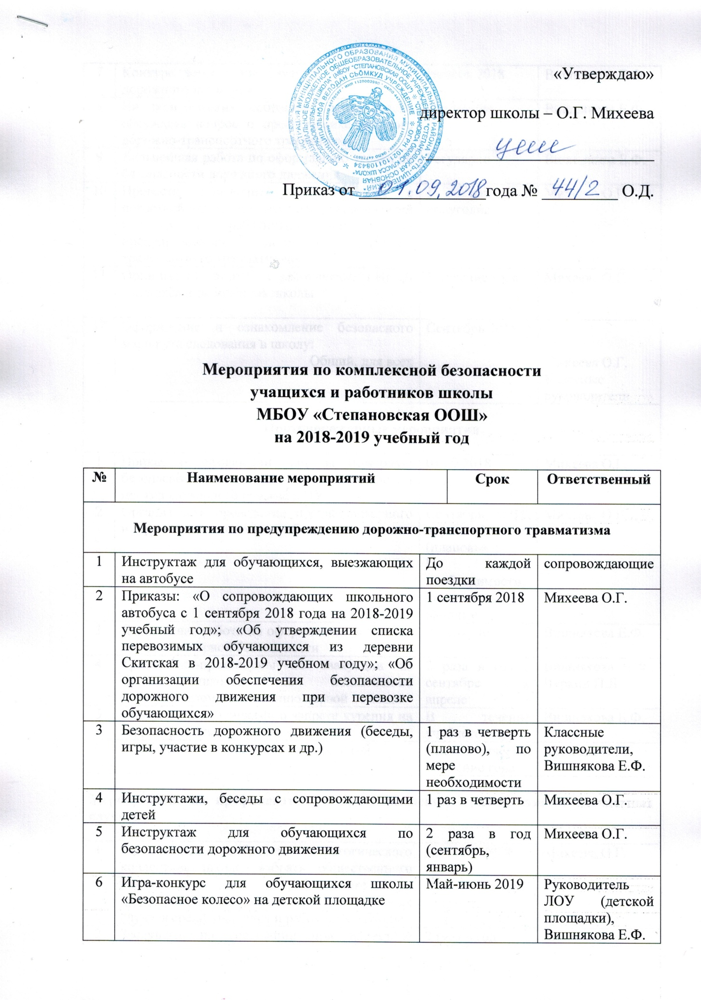 «Утверждаю»
директор школы – О.Г. Михеева
Приказ от 01.09.2018 года № 44/2 О.Д.
Мероприятия по комплексной безопасности
учащихся и работников школы
МБОУ «Степановская ООШ»
на 2018-2019 учебный год
№ Наименование мероприятий Срок Ответственный
Мероприятия по предупреждению дорожно-транспортного травматизма
1 Инструктаж для обучающихся, выезжающих До каждой сопровождающие
на автобусе поездки
2 Приказы: «О сопровождающих школьного 1 сентября 2018 Михеева О.Г.
автобуса с 1 сентября 2018 года на 2018-2019
учебный год»; «Об утверждении списка
перевозимых обучающихся из деревни
Скитская в 2018-2019 учебном году»; «Об
организации обеспечения безопасности
дорожного движения при перевозке
обучающихся»
3 Безопасность дорожного движения (беседы, 1 раз в четверть Классные
игры, участие в конкурсах и др.) (планово), по руководители,
мере Вишнякова Е.Ф.
необходимости
4 Инструктажи, беседы с сопровождающими 1 раз в четверть Михеева О.Г.
детей
5 Инструктаж для обучающихся по 2 раза в год Михеева О.Г.
безопасности дорожного движения (сентябрь,
январь)
6 Игра-конкурс для обучающихся школы Май-июнь 2019 Руководитель
«Безопасное колесо» на детской площадке ЛОУ (детской
площадки),
Вишнякова Е.Ф.